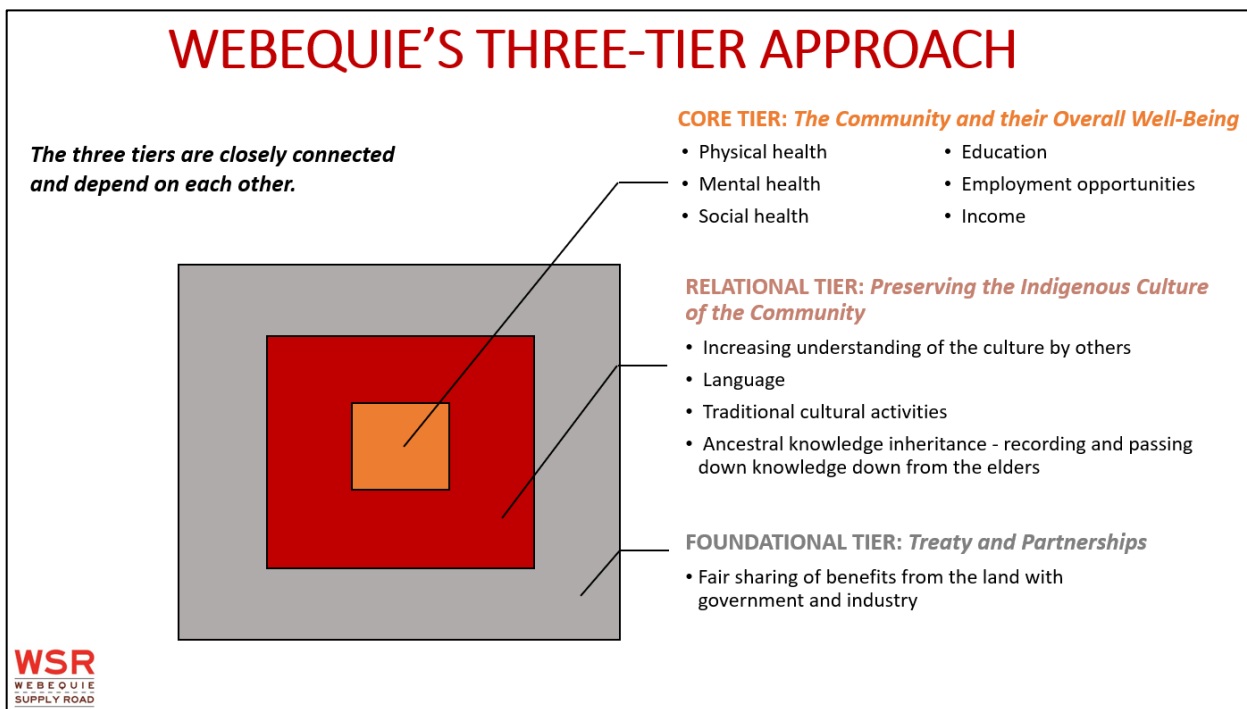 WEBEQUIE'S THREE-TIER APPROACH
The three tiers are closely connected
and depend on each other.
CORE TIER: The Community and their Overall Well-Being
• Physical health
• Mental health
• Social health
• Education
• Employment opportunities
• Income
RELATIONAL TIER: Preserving the Indigenous Culture
of the Community
• Increasing understanding of the culture by others
• Language
• Traditional cultural activities
• Ancestral knowledge inheritance - recording and passing
down knowledge down from the elders
FOUNDATIONAL TIER: Treaty and Partnerships
• Fair sharing of benefits from the land with
government and industry
WSR
WEBEQUIE
SUPPLY ROAD